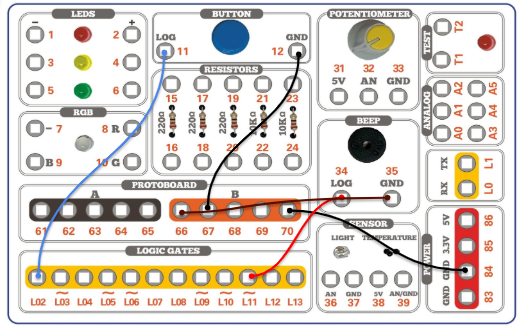 LEDS
− +
1 2
3 4
5 6
BUTTON
LOG
11
12
GND
POTENTIOMETER
31 32 33
5V AN GND
TEST
T2
T1
RESISTORS
15 17 19 21 23
220Ω 220Ω 220Ω 10KΩ 10KΩ
16 18 20 22 24
ANALOG
A2 A5
A1 A4
A0 A3
RGB
− 7 8 R
B 9 10 G
BEEP
34 35
LOG GND
TX L1
RX L0
PROTOBOARD
A B
61 62 63 64 65 66 67 68 69 70
SENSOR
LIGHT TEMPERATURE
36 37 38 39
AN GND 5V AN/GND
POWER
5V 86
3.3V 85
GND 84
GND 83
LOGIC GATES
~ ~ ~ ~ ~ ~
L02 L03 L04 L05 L06 L07 L08 L09 L10 L11 L12 L13